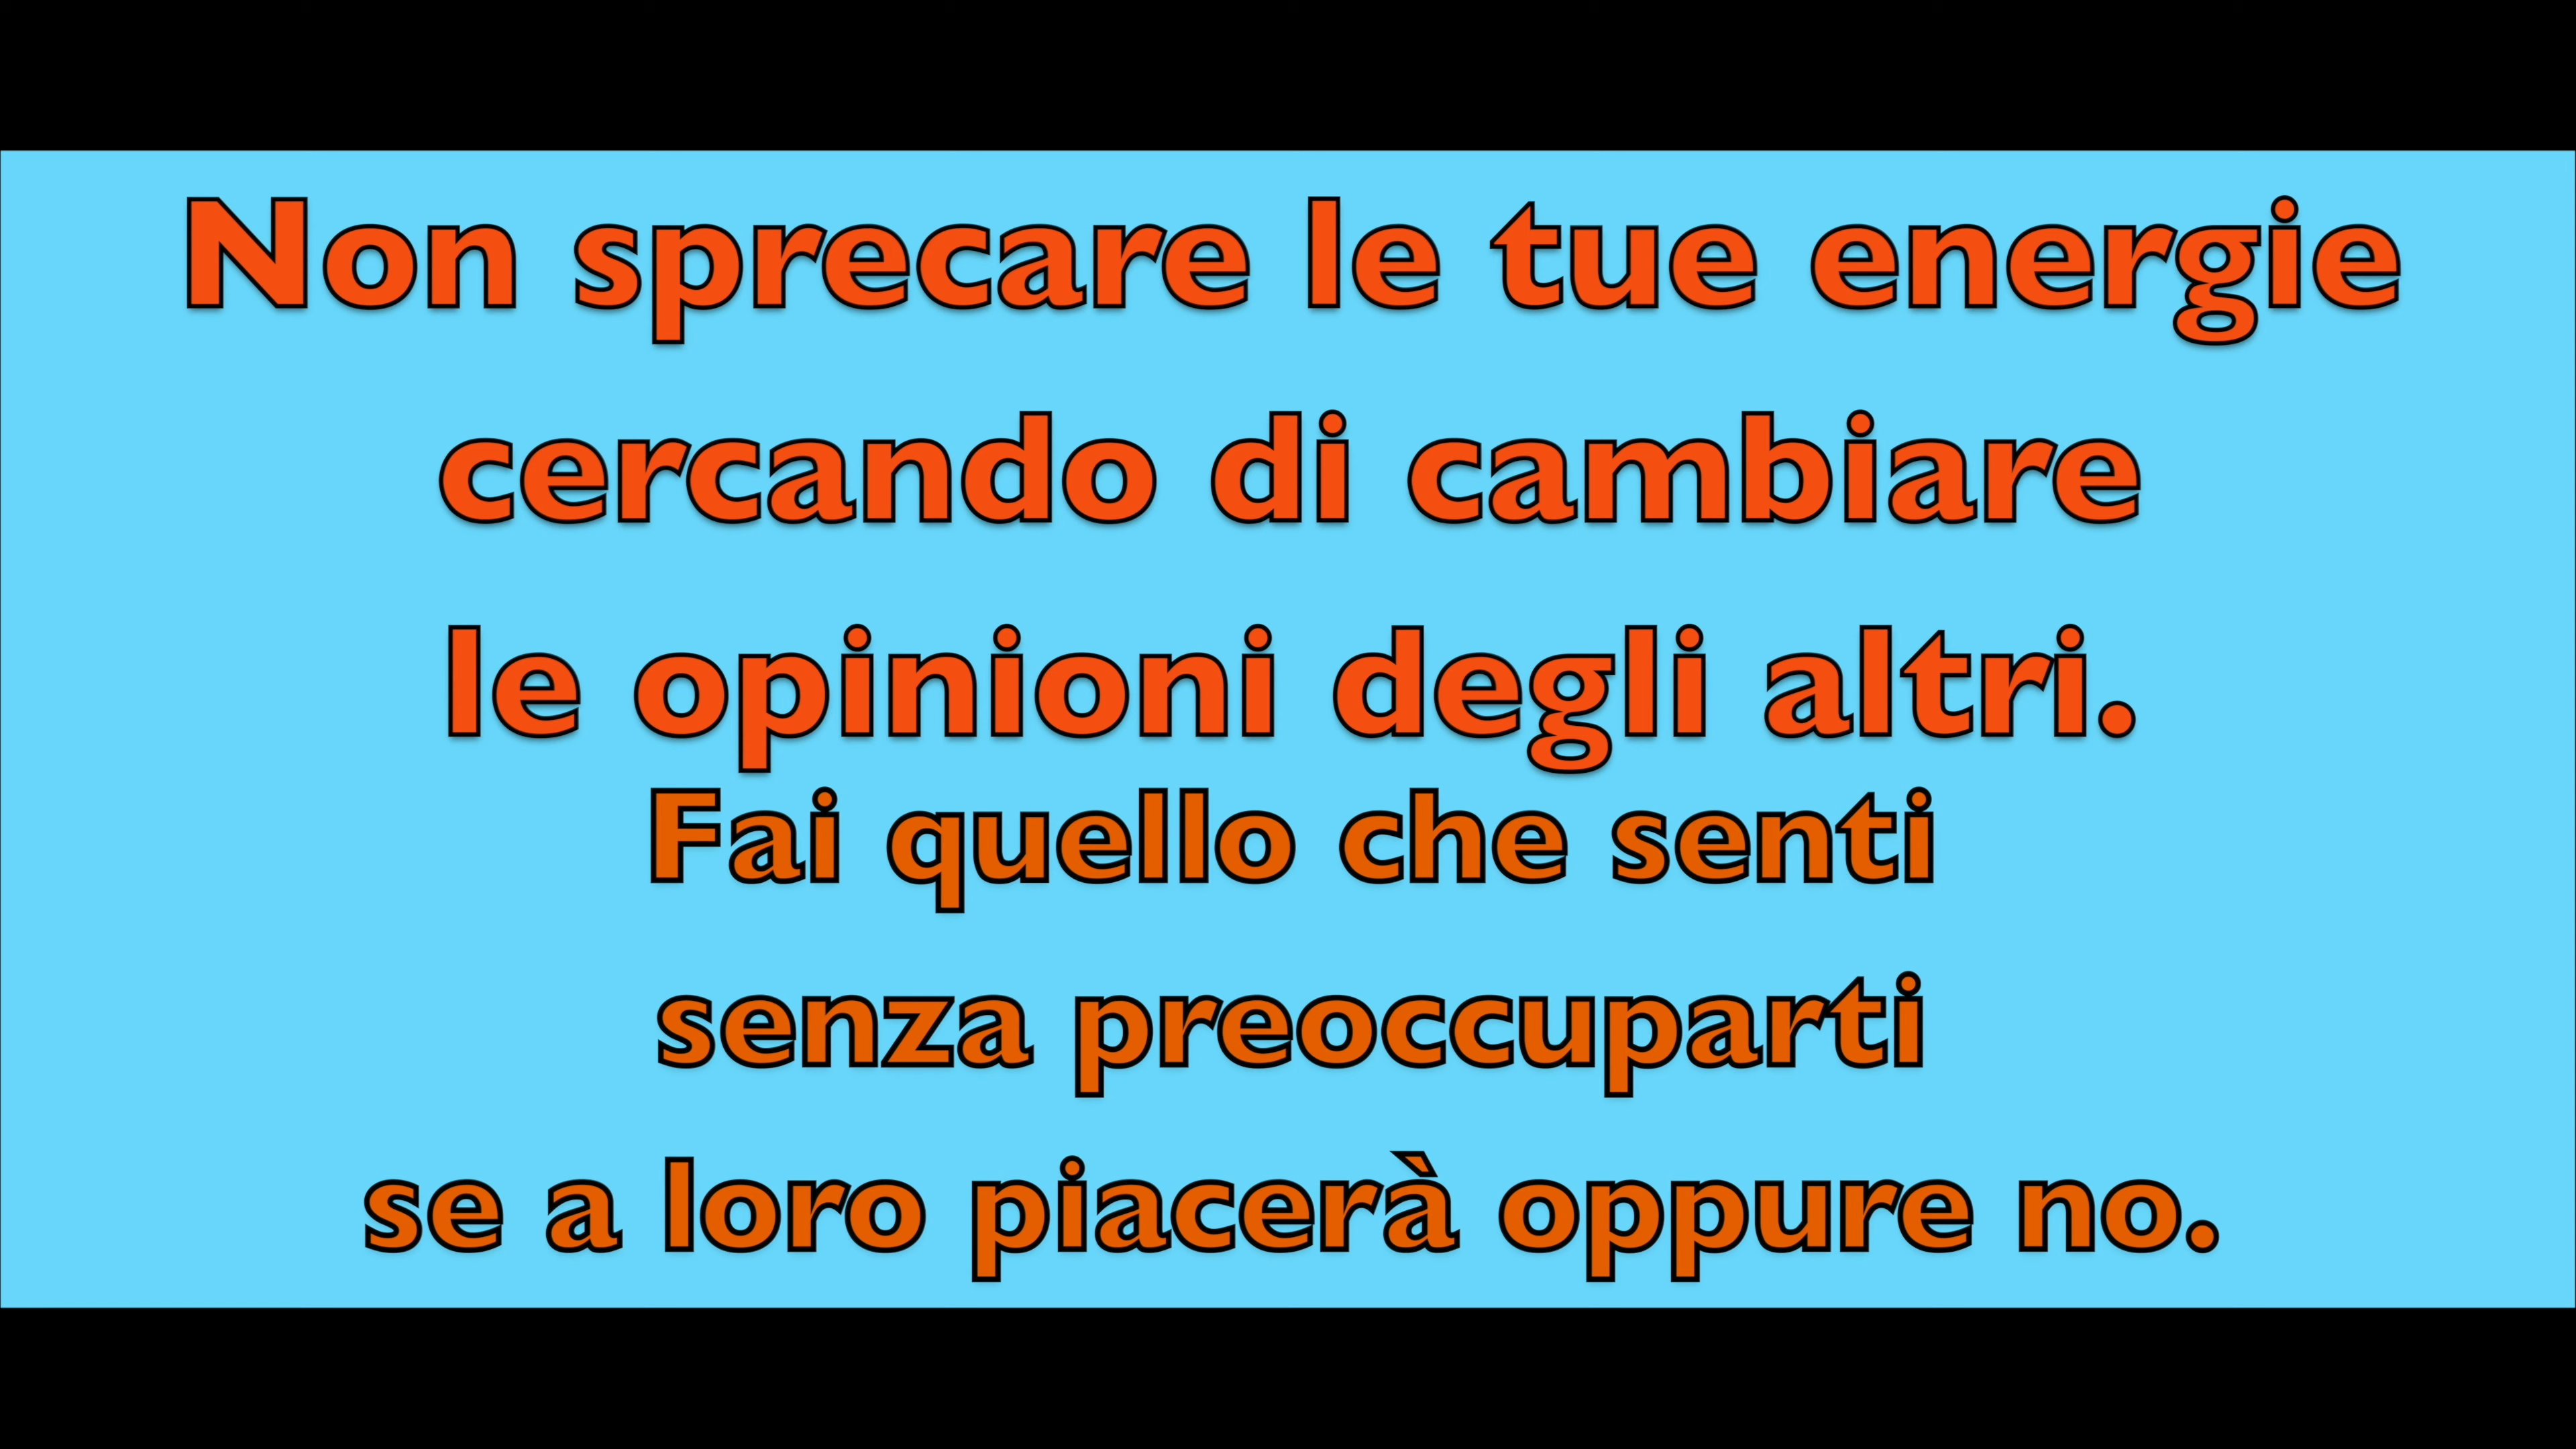 Non sprecare le tue energie
cercando di cambiare
le opinioni degli altri.
Fai quello che senti
senza preoccuparti
se a loro piacerà oppure no.